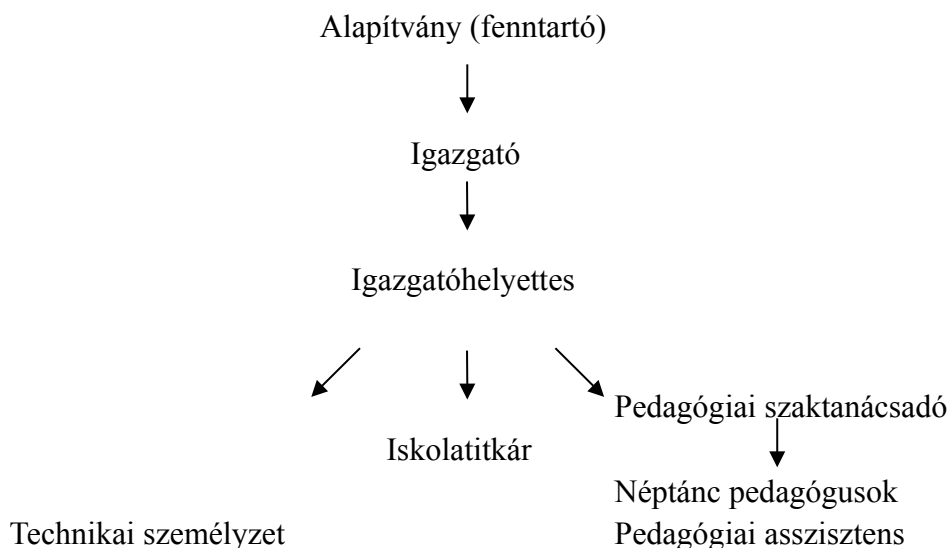 Alapítvány (fenntartó)
Igazgató
Igazgatóhelyettes
Pedagógiai szaktanácsadó
Iskolatitkár
Néptánc pedagógusok
Technikai személyzet
Pedagógiai asszisztens